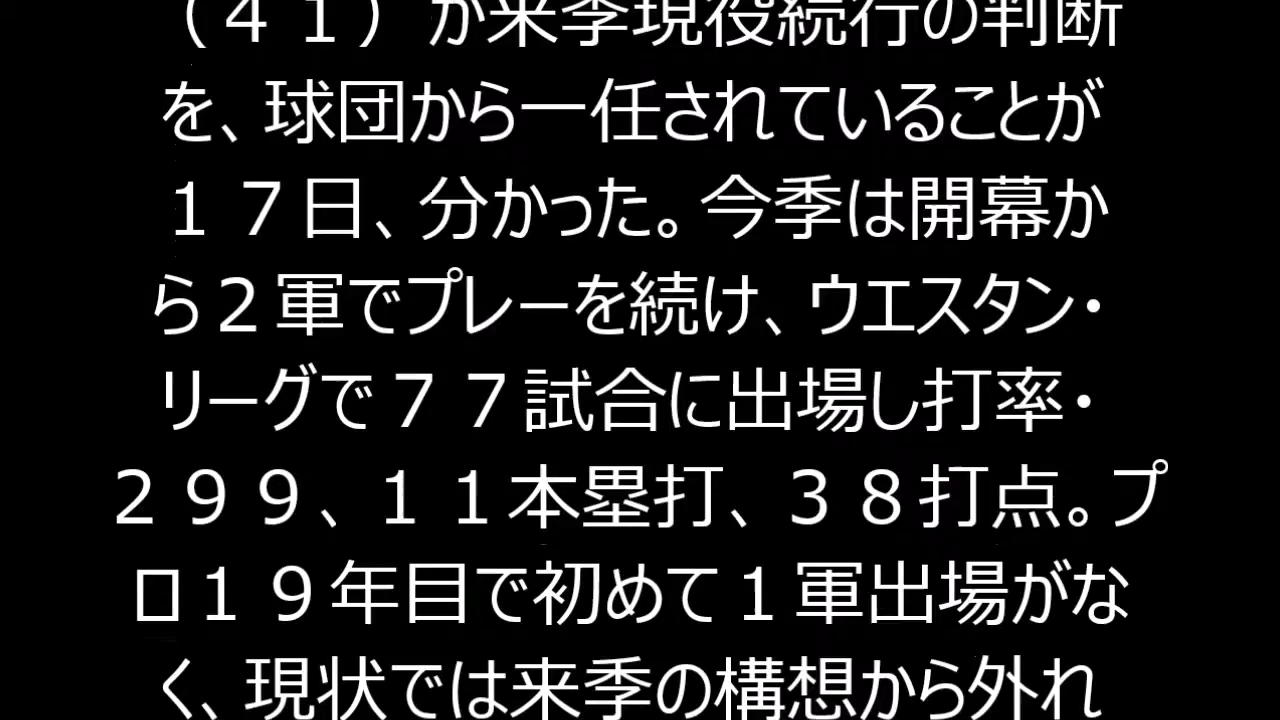 （４１）が来季現役続行の判断
を、球団から一任されていることが
１７日、分かった。今季は開幕か
ら２軍でプレーを続け、ウエスタン・
リーグで７７試合に出場し打率・
２９９、１１本塁打、３８打点。プ
ロ１９年目で初めて１軍出場がな
く、現状では来季の構想から外れ